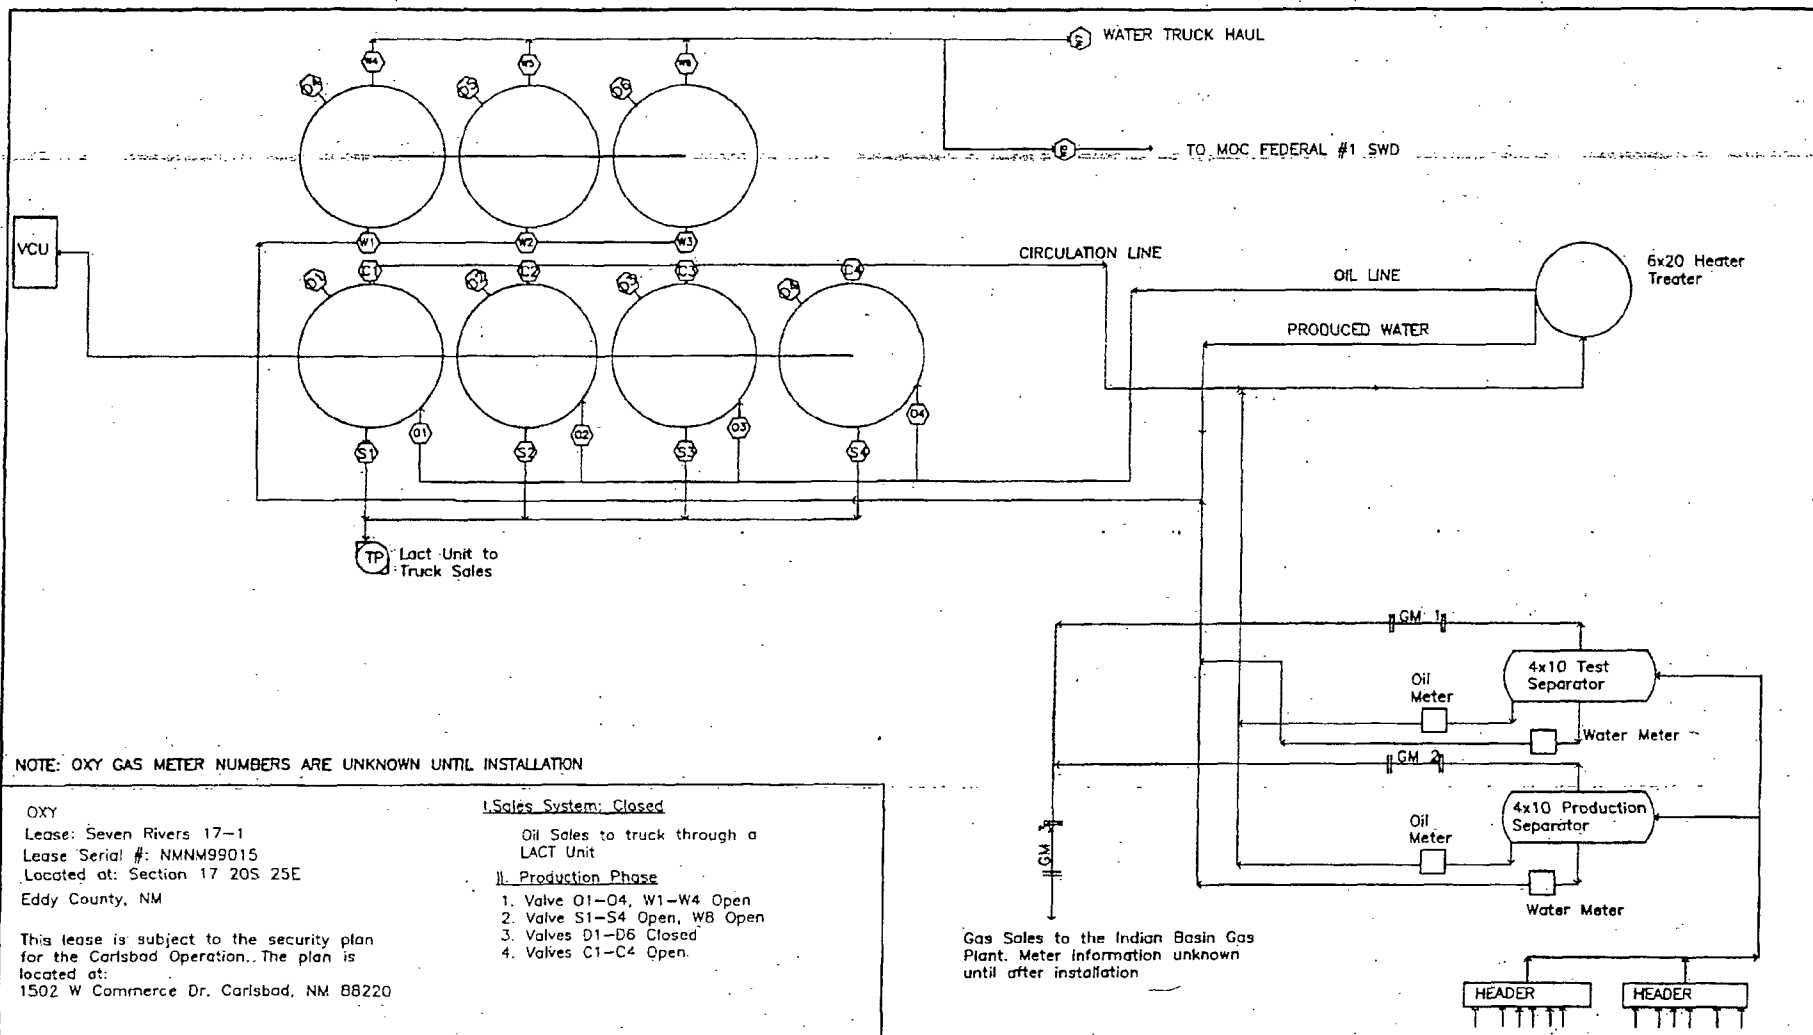 WATER TRUCK HAUL
W4
W5
TO MOC FEDERAL #1 SWD
VCU
W1
W2
W3
C1
C2
C3
C4
CIRCULATION LINE
OIL LINE
6x20 Heater
Treater
PRODUCED WATER
O1
O2
O3
O4
S1
S2
S3
S4
TP
Lact Unit to
Truck Sales
GM 1
4x10 Test
Separator
Oil
Meter
Water Meter
GM 2
4x10 Production
Separator
Oil
Meter
Water Meter
GM
Gas Sales to the Indian Basin Gas
Plant. Meter Information unknown
until after installation
HEADER
HEADER
NOTE: OXY GAS METER NUMBERS ARE UNKNOWN UNTIL INSTALLATION
OXY
Lease: Seven Rivers 17-1
Lease Serial #: NMNM99015
Located at: Section 17 20S 25E
Eddy County, NM
This lease is subject to the security plan
for the Carlsbad Operation. The plan is
located at:
1502 W Commerce Dr. Carlsbad, NM 88220
I. Sales System: Closed
Oil Sales to truck through a
LACT Unit
II. Production Phase
1. Valve O1-O4, W1-W4 Open
2. Valve S1-S4 Open, W8 Open
3. Valves D1-D6 Closed
4. Valves C1-C4 Open.